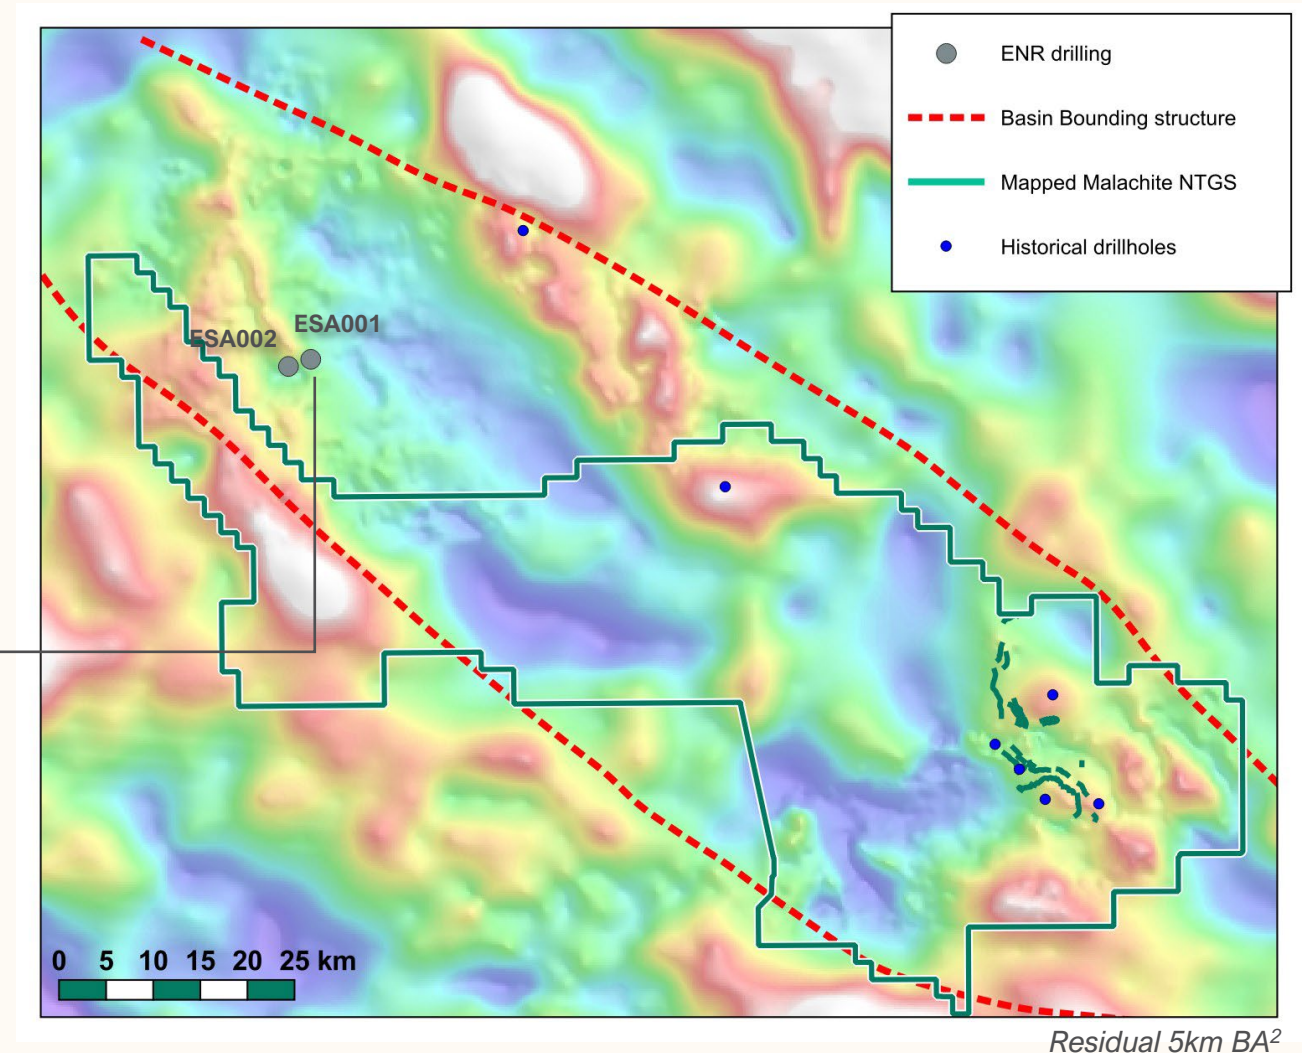 ENR drilling
Basin Bounding structure
Mapped Malachite NTGS
Historical drillholes
ESA001
ESA002
0 5 10 15 20 25 km
Residual 5km BA²